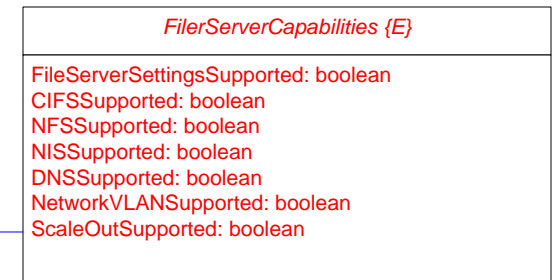 FilerServerCapabilities {E}
FileServerSettingsSupported: boolean
CIFSSupported: boolean
NFSSupported: boolean
NISSupported: boolean
DNSSupported: boolean
NetworkVLANSupported: boolean
ScaleOutSupported: boolean